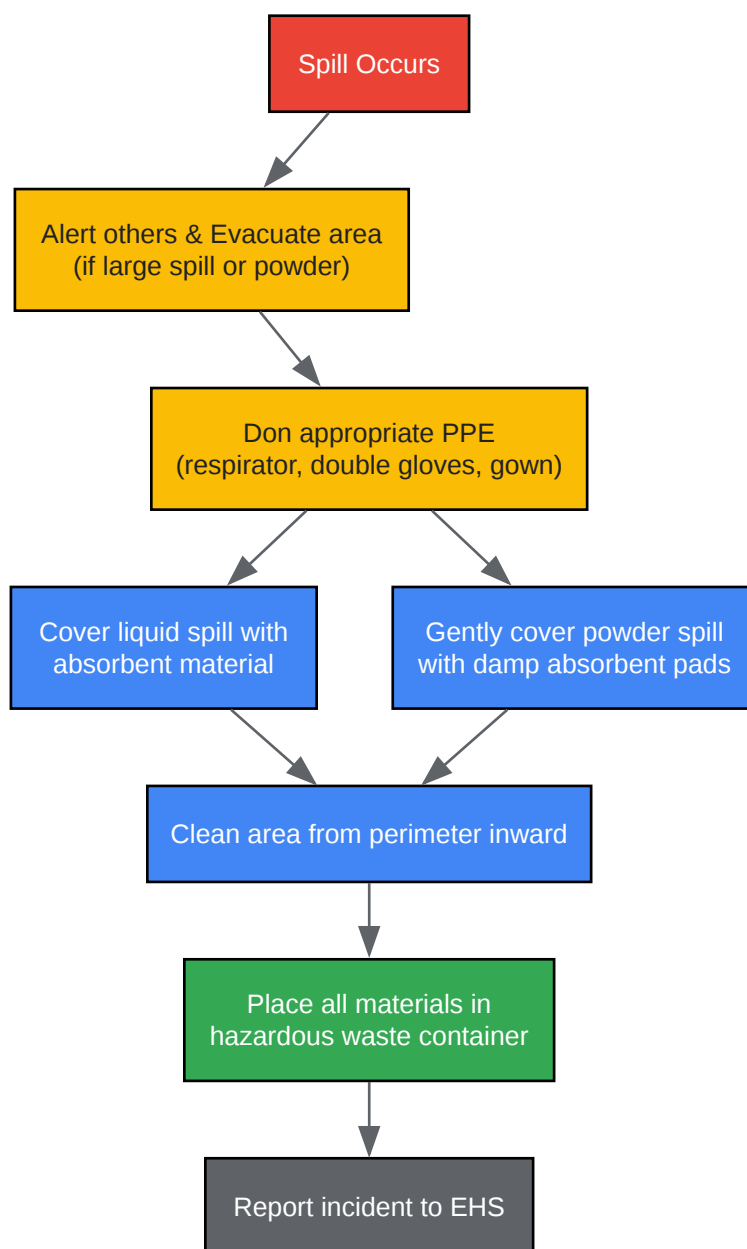 Spill Occurs
Alert others & Evacuate area
(if large spill or powder)
Don appropriate PPE
(respirator, double gloves, gown)
Cover liquid spill with
absorbent material
Gently cover powder spill
with damp absorbent pads
Clean area from perimeter inward
Place all materials in
hazardous waste container
Report incident to EHS